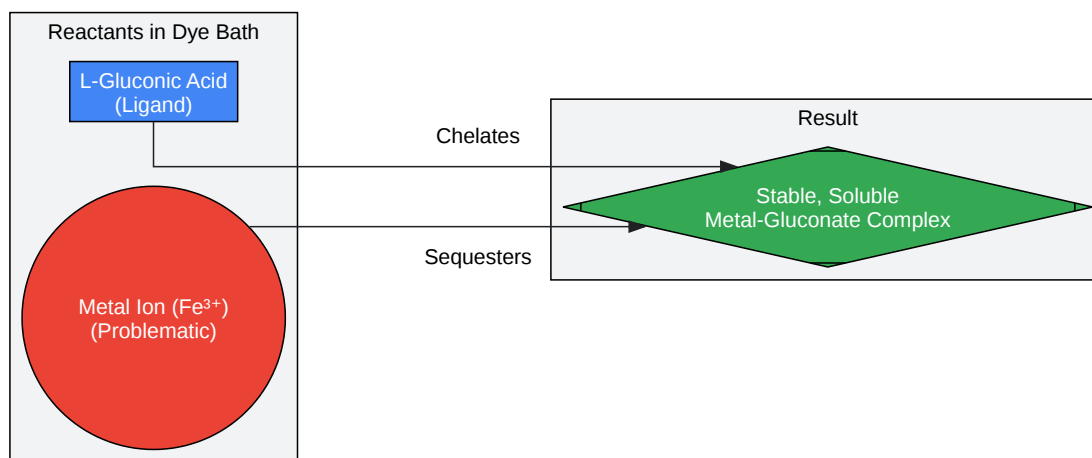 Reactants in Dye Bath
L-Gluconic Acid
(Ligand)
Metal Ion (Fe³⁺)
(Problematic)
Chelates
Sequesters
Result
Stable, Soluble
Metal-Gluconate Complex